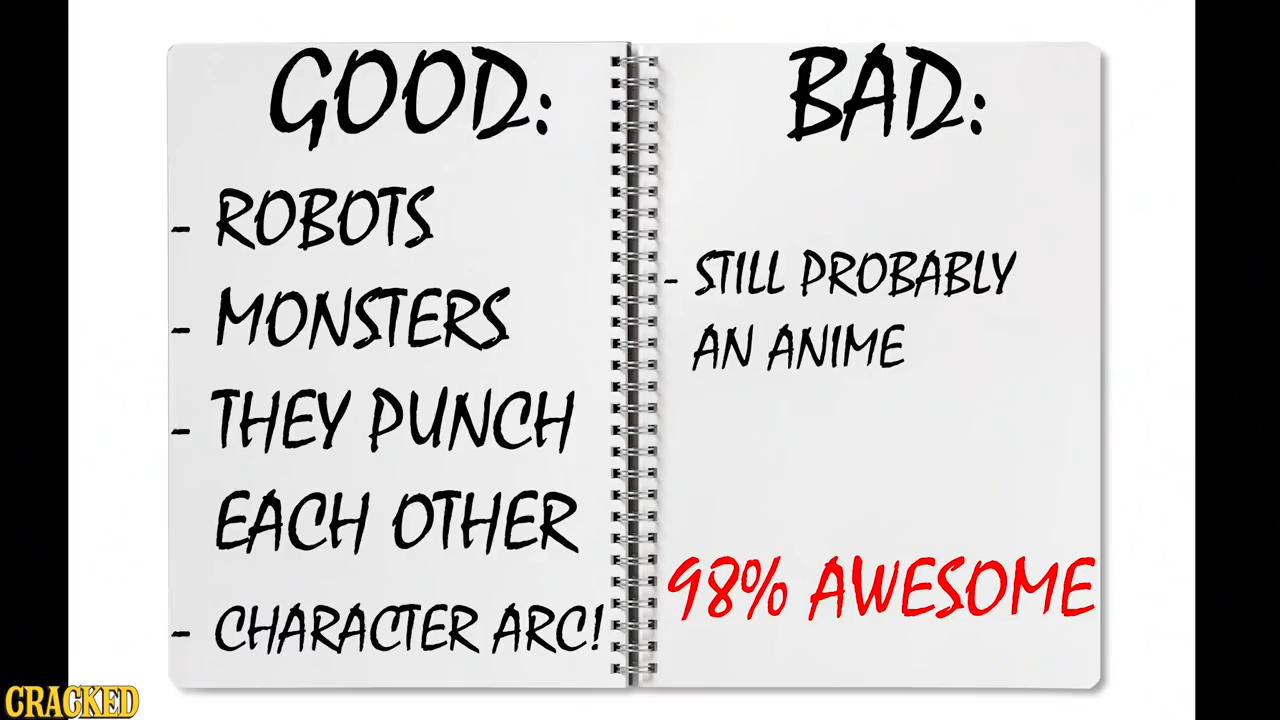 GOOD:
- ROBOTS
- MONSTERS
- THEY PUNCH
EACH OTHER
- CHARACTER ARC!
BAD:
- STILL PROBABLY
AN ANIME
98% AWESOME
CRACKED